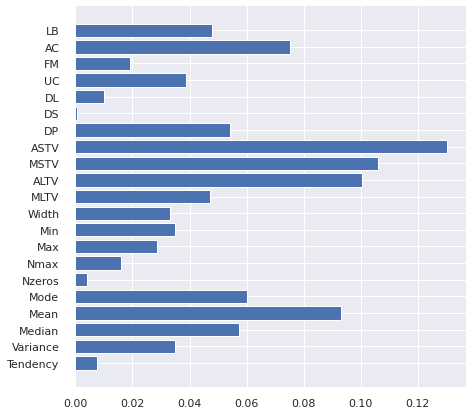 LB
AC
FM
UC
DL
DS
DP
ASTV
MSTV
ALTV
MLTV
Width
Min
Max
Nmax
Nzeros
Mode
Mean
Median
Variance
Tendency
0.00 0.02 0.04 0.06 0.08 0.10 0.12